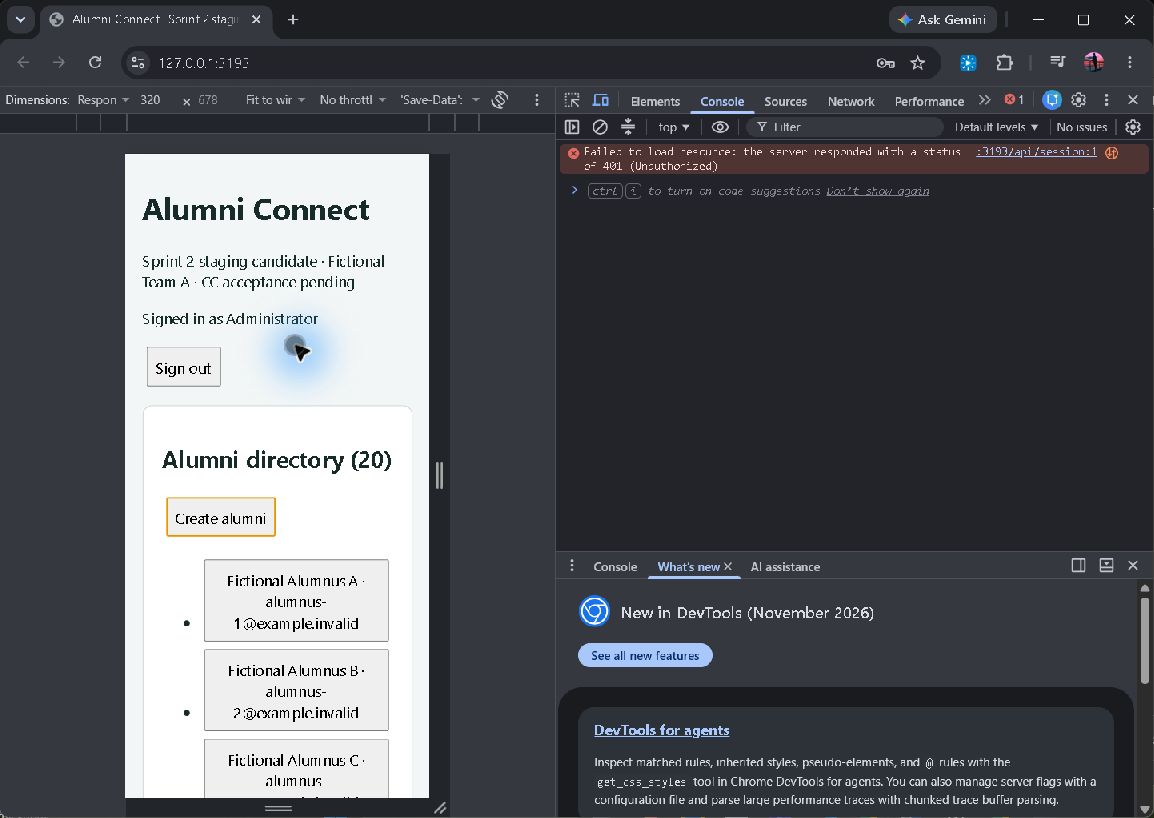 Alumni Connect · Sprint 2 stagi
Ask Gemini
127.0.0.1:3193
Dimensions: Respon 320 × 678 Fit to wir No throttl 'Save-Data':
Elements Console Sources Network Performance 1
top Filter Default levels No issues
Failed to load resource: the server responded with a status :3193/api/session:1
of 401 (Unauthorized)
ctrl i to turn on code suggestions Don't show again
Alumni Connect
Sprint 2 staging candidate · Fictional
Team A · CC acceptance pending
Signed in as Administrator
Sign out
Alumni directory (20)
Create alumni
Fictional Alumnus A ·
alumnus-
1@example.invalid
Fictional Alumnus B ·
alumnus-
2@example.invalid
Fictional Alumnus C ·
alumnus
Console What's new AI assistance
New in DevTools (November 2026)
See all new features
DevTools for agents
Inspect matched rules, inherited styles, pseudo-elements, and @ rules with the
get_css_styles tool in Chrome DevTools for agents. You can also manage server flags with a
configuration file and parse large performance traces with chunked trace buffer parsing.